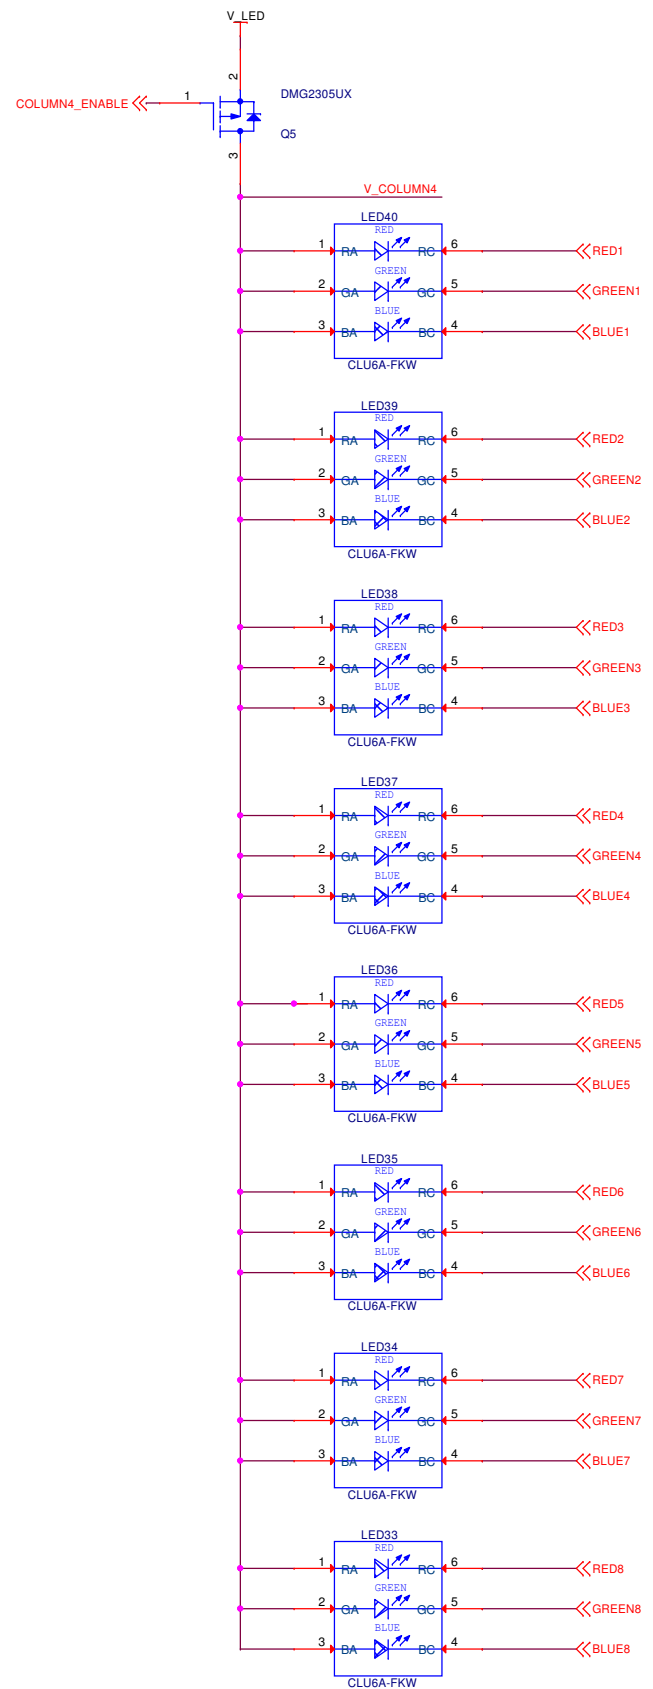 V_LED
2
COLUMN4_ENABLE 1 DMG2305UX
Q5
3
V_COLUMN4
LED40
RED
1 RA RC 6 RED1
GREEN
2 GA GC 5 GREEN1
BLUE
3 BA BC 4 BLUE1
CLU6A-FKW
LED39
RED
1 RA RC 6 RED2
GREEN
2 GA GC 5 GREEN2
BLUE
3 BA BC 4 BLUE2
CLU6A-FKW
LED38
RED
1 RA RC 6 RED3
GREEN
2 GA GC 5 GREEN3
BLUE
3 BA BC 4 BLUE3
CLU6A-FKW
LED37
RED
1 RA RC 6 RED4
GREEN
2 GA GC 5 GREEN4
BLUE
3 BA BC 4 BLUE4
CLU6A-FKW
LED36
RED
1 RA RC 6 RED5
GREEN
2 GA GC 5 GREEN5
BLUE
3 BA BC 4 BLUE5
CLU6A-FKW
LED35
RED
1 RA RC 6 RED6
GREEN
2 GA GC 5 GREEN6
BLUE
3 BA BC 4 BLUE6
CLU6A-FKW
LED34
RED
1 RA RC 6 RED7
GREEN
2 GA GC 5 GREEN7
BLUE
3 BA BC 4 BLUE7
CLU6A-FKW
LED33
RED
1 RA RC 6 RED8
GREEN
2 GA GC 5 GREEN8
BLUE
3 BA BC 4 BLUE8
CLU6A-FKW